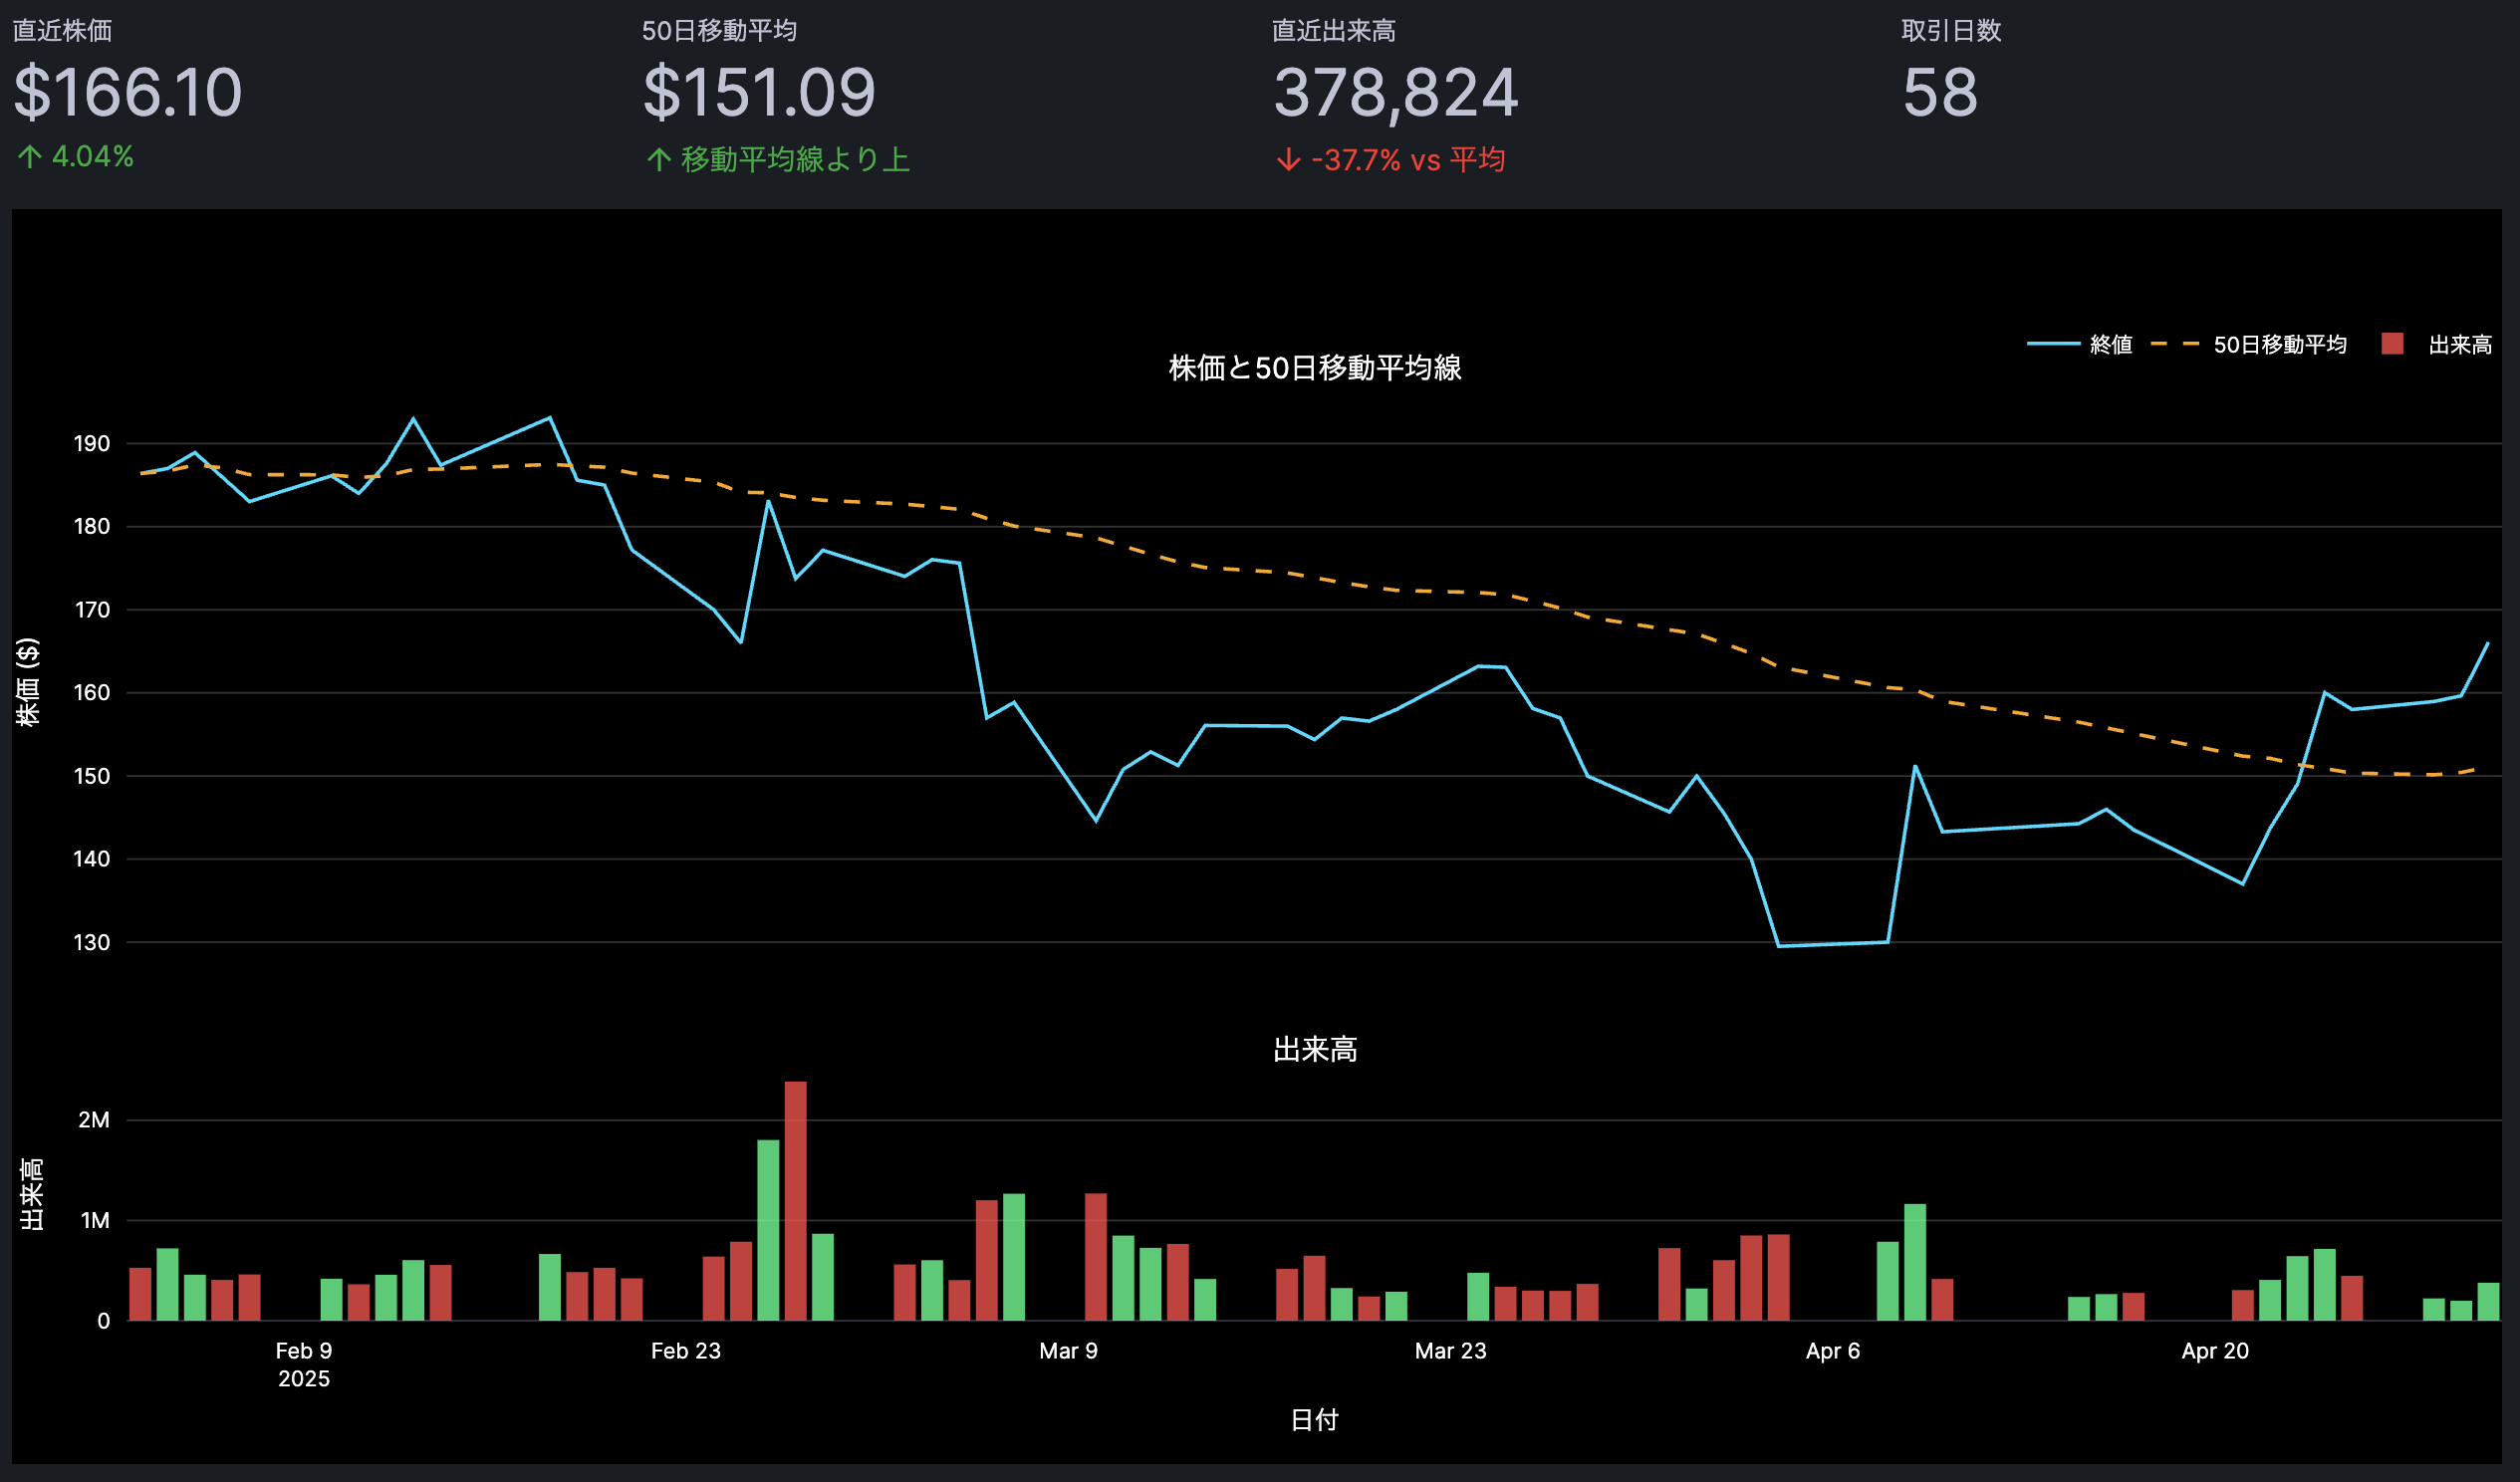 直近株価
$166.10
↑ 4.04%
50日移動平均
$151.09
↑ 移動平均線より上
直近出来高
378,824
↓ -37.7% vs 平均
取引日数
58
終値
50日移動平均
出来高
株価と50日移動平均線
株価 ($)
190
180
170
160
150
140
130
出来高
出来高
2M
1M
0
Feb 9
2025
Feb 23
Mar 9
Mar 23
Apr 6
Apr 20
日付